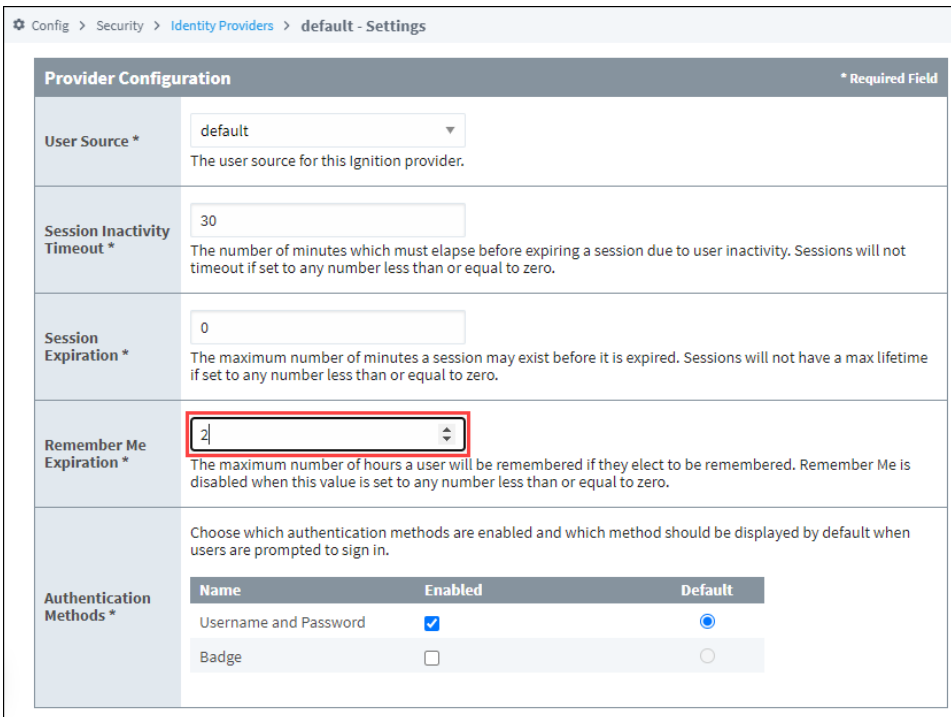 Config > Security > Identity Providers > default - Settings
Provider Configuration * Required Field
User Source *
default
The user source for this Ignition provider.
Session Inactivity
Timeout *
30
The number of minutes which must elapse before expiring a session due to user inactivity. Sessions will not
timeout if set to any number less than or equal to zero.
Session
Expiration *
0
The maximum number of minutes a session may exist before it is expired. Sessions will not have a max lifetime
if set to any number less than or equal to zero.
Remember Me
Expiration *
2
The maximum number of hours a user will be remembered if they elect to be remembered. Remember Me is
disabled when this value is set to any number less than or equal to zero.
Authentication
Methods *
Choose which authentication methods are enabled and which method should be displayed by default when
users are prompted to sign in.
Name Enabled Default
Username and Password
Badge